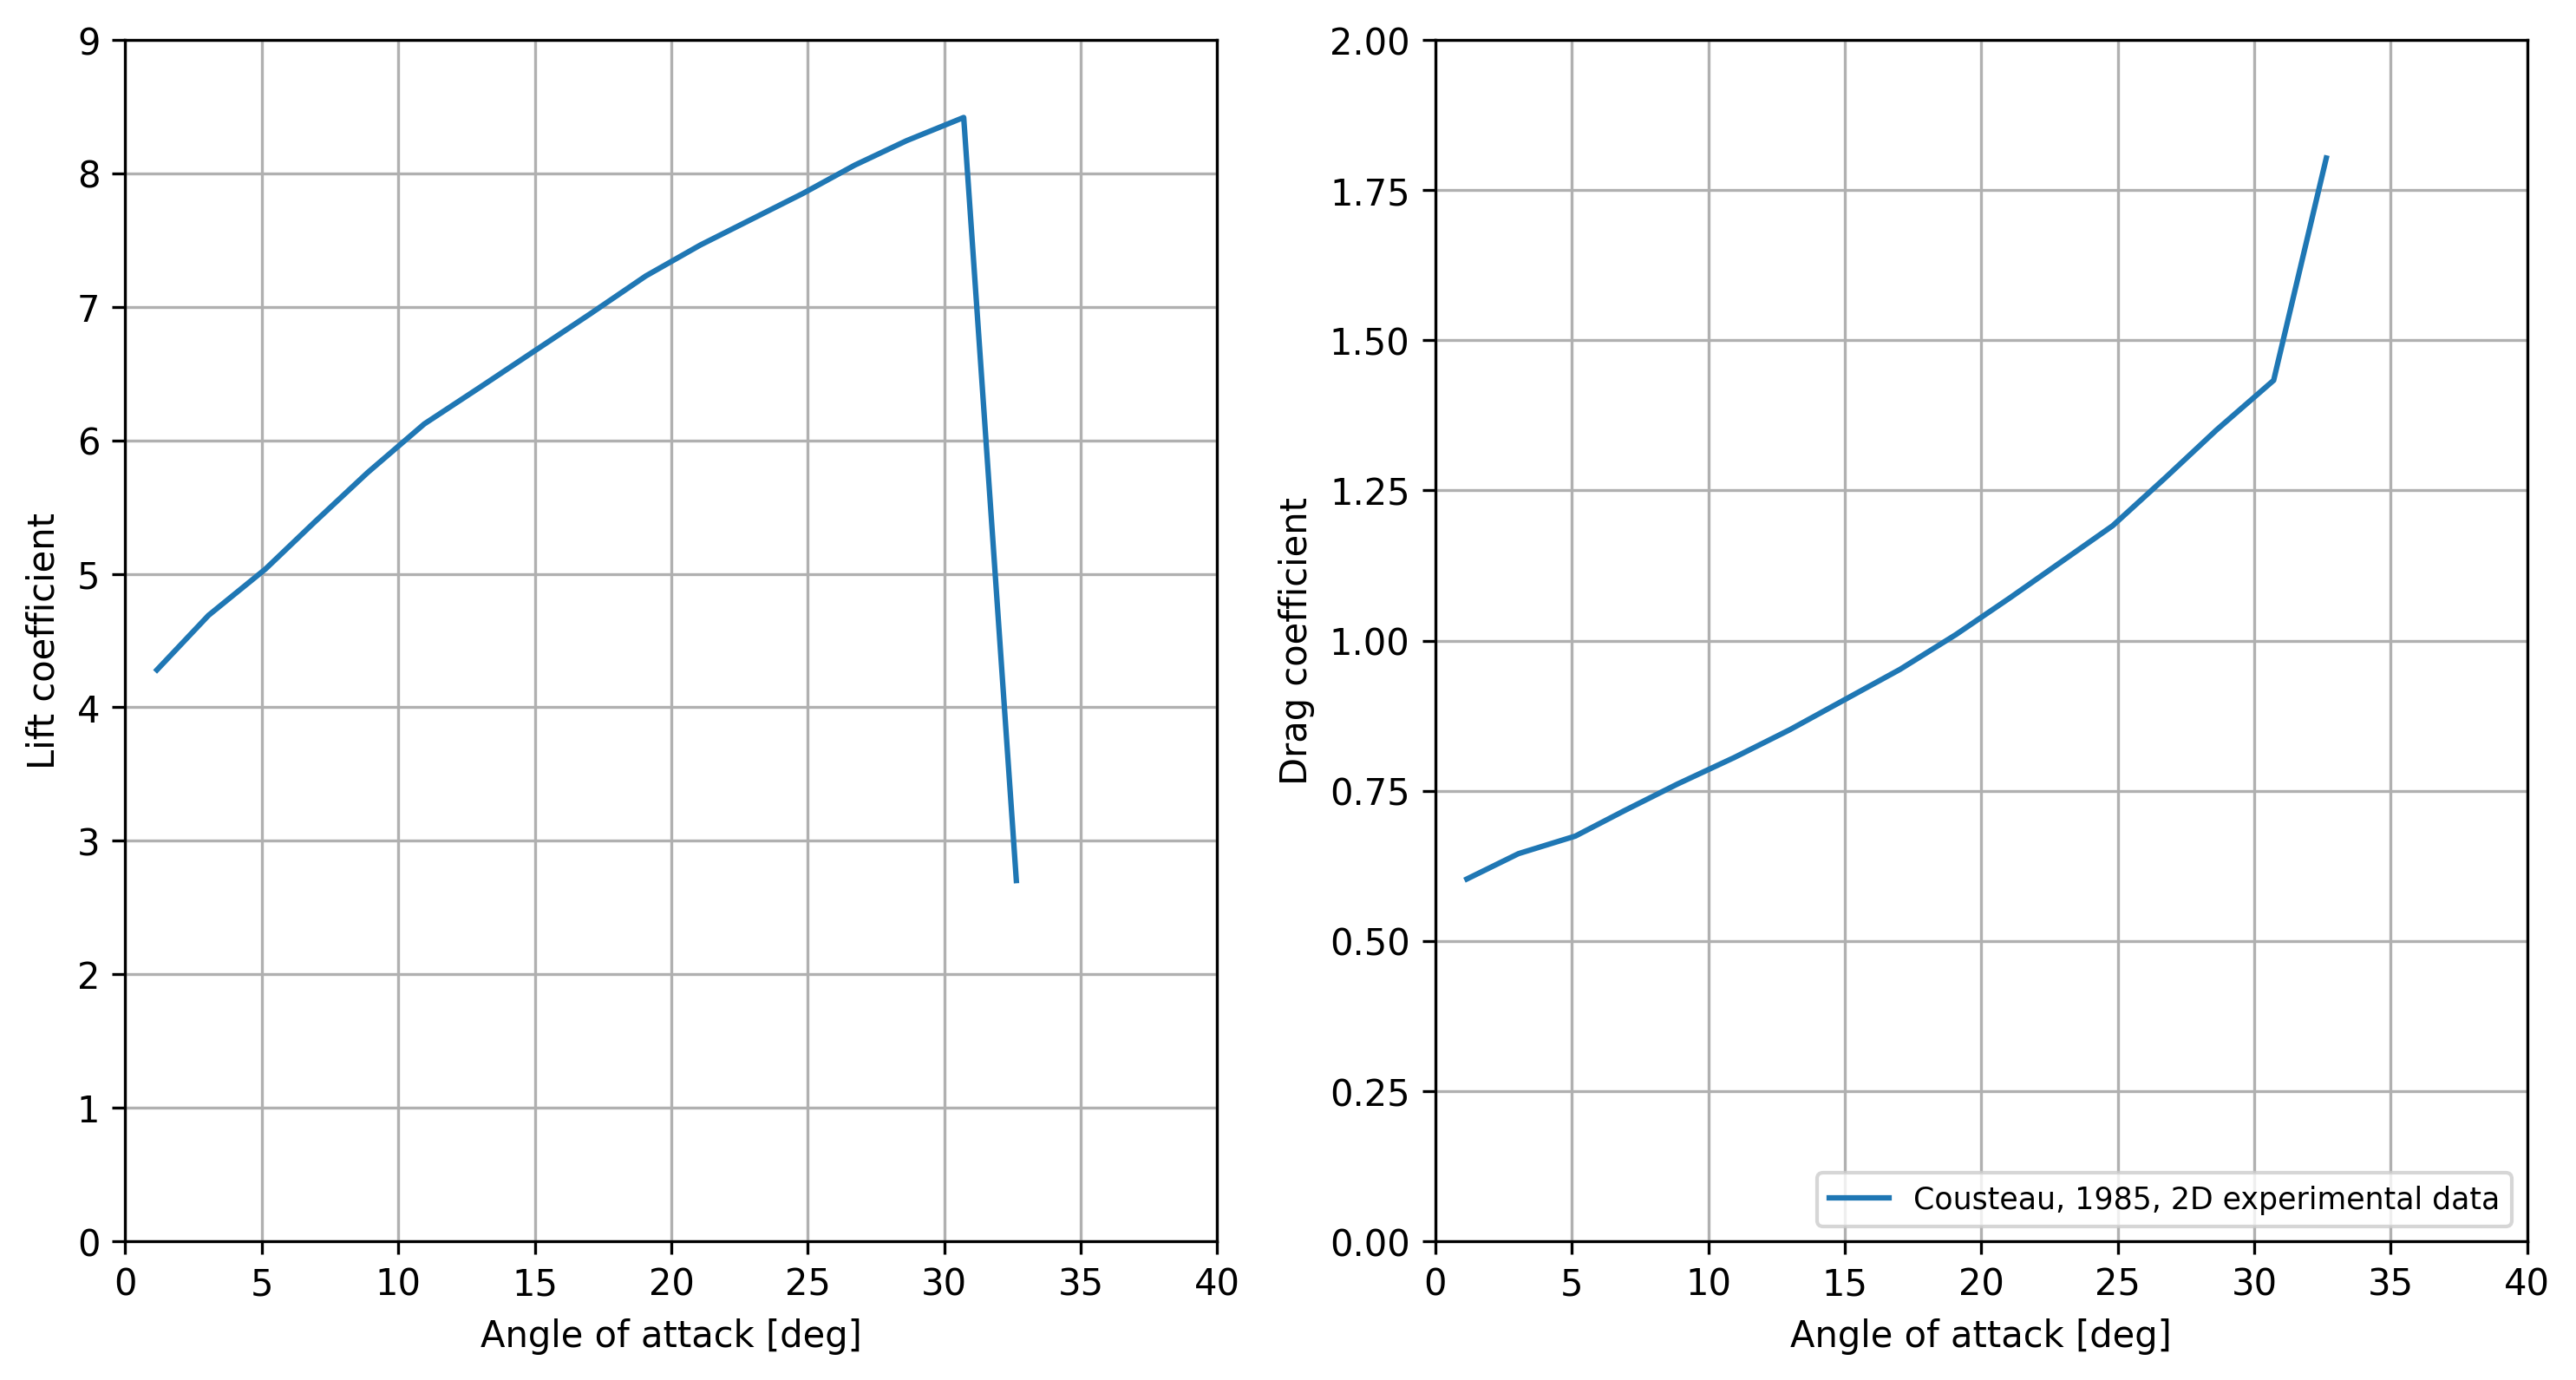 9
8
7
6
5
4
3
2
1
0
Lift coefficient
0 5 10 15 20 25 30 35 40
Angle of attack [deg]
2.00
1.75
1.50
1.25
1.00
0.75
0.50
0.25
0.00
Drag coefficient
Cousteau, 1985, 2D experimental data
0 5 10 15 20 25 30 35 40
Angle of attack [deg]